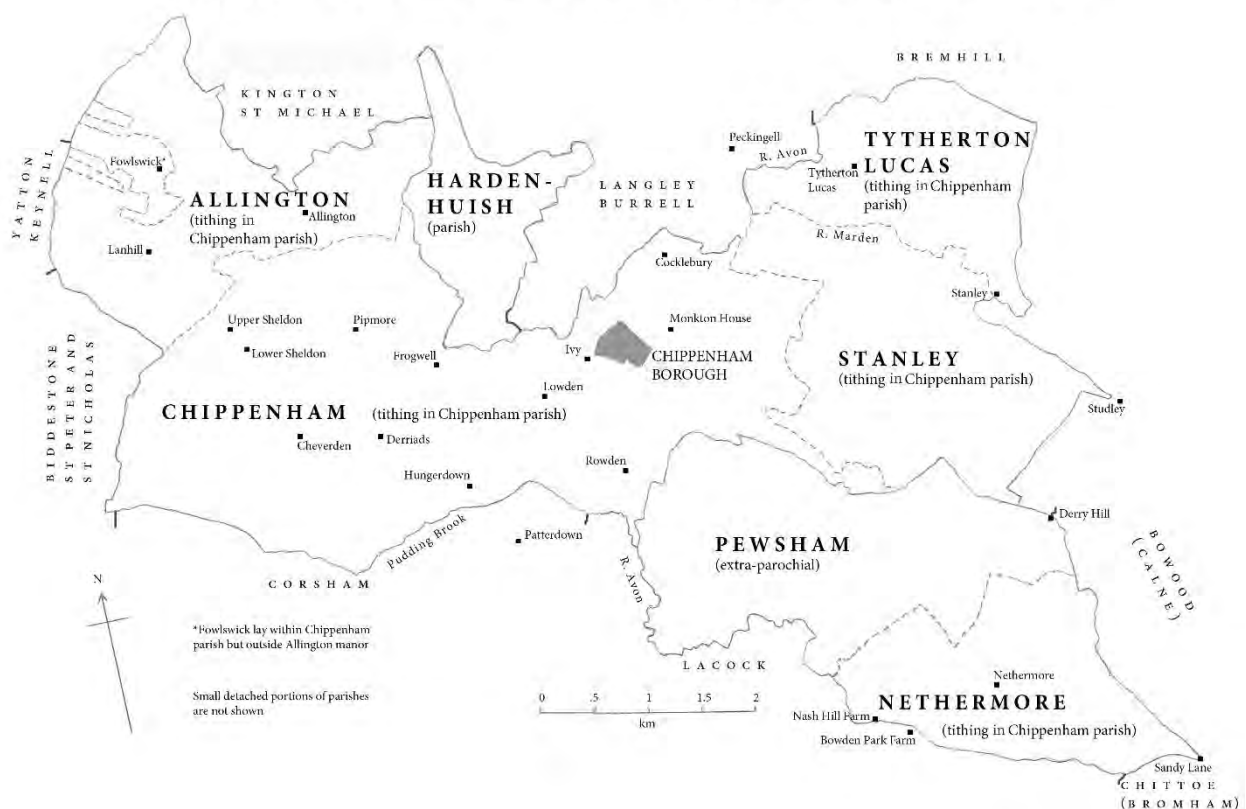 BREMHILL
KINGTON
ST MICHAEL
Peckingell
R. Avon
TYTHERTON
LUCAS
(tithing in Chippenham
parish)
Tytherton
Lucas
Fowlswick*
YATTON
KEYNELL
ALLINGTON
(tithing in
Chippenham parish)
Allington
HARDEN-
HUISH
(parish)
LANGLEY
BURRELL
R. Marden
Lanhill
Cocklebury
Stanley
Upper Sheldon
Pipmore
Monkton House
Lower Sheldon
Frogwell
Ivy
CHIPPENHAM
BOROUGH
STANLEY
(tithing in Chippenham parish)
BIDDESTONE
ST PETER AND
ST NICHOLAS
Lowden
Studley
CHIPPENHAM
(tithing in Chippenham parish)
Cheverden
Derriads
Hungerdown
Rowden
Derry Hill
Pudding Brook
Patterdown
PEWSHAM
(extra-parochial)
BOWOOD
(CALNE)
CORSHAM
R. Avon
N
*Fowlswick lay within Chippenham
parish but outside Allington manor
LACOCK
Small detached portions of parishes
are not shown
0 .5 1 1.5 2
km
Nethermore
NETHERMORE
(tithing in Chippenham parish)
Nash Hill Farm
Bowden Park Farm
Sandy Lane
CHITTOE
(BROMHAM)